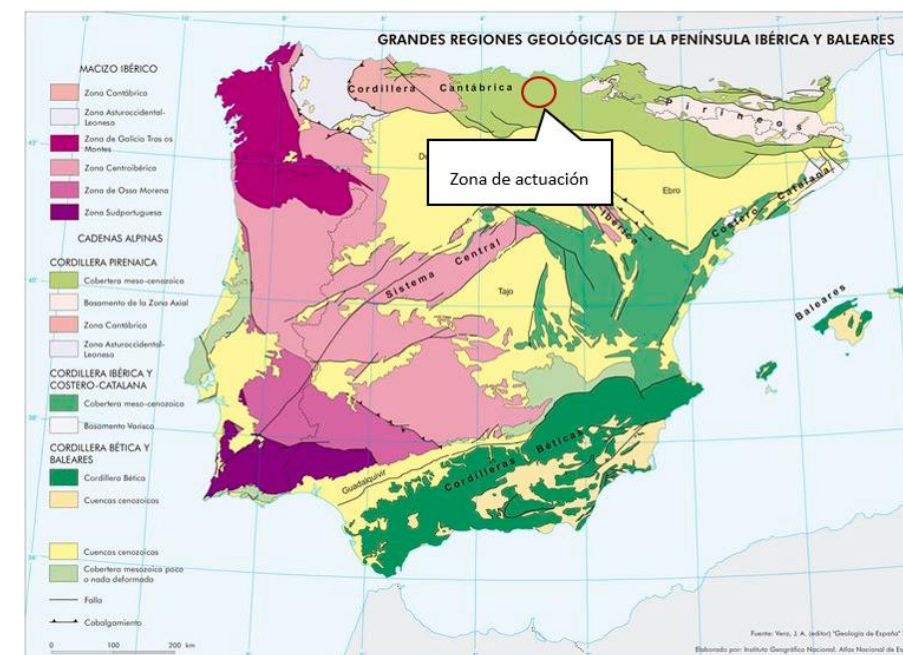 GRANDES REGIONES GEOLÓGICAS DE LA PENÍNSULA IBÉRICA Y BALEARES
MACIZO IBÉRICO
Zona Cantábrica
Zona Asturoccidental-
Leonesa
Zona de Galicia Tras os
Montes
Zona Centroibérica
Zona de Ossa Morena
Zona Sudportuguesa
CADENAS ALPINAS
CORDILLERA PIRENAICA
Cobertera meso-cenozoica
Basamento de la Zona Axial
Zona Cantábrica
Zona Asturoccidental-
Leonesa
CORDILLERA IBÉRICA Y
COSTERO-CATALANA
Cobertera meso-cenozoica
Basamento Varisco
CORDILLERA BÉTICA Y
BALEARES
Cordillera Bética
Cuencas cenozoicas
Cuencas cenozoicas
Cobertera mesozoica poco
o nada deformada
Falla
Cabalgamiento
0 100 200 km
Cordillera Cantábrica
Pirineos
Zona de actuación
Ebro
Costero Catalana
Sistema Central
Tajo
Baleares
Guadalquivir
Cordilleras Béticas
Fuente: Vera, J. A. (editor) "Geología de España"
Elaborado por: Instituto Geográfico Nacional. Atlas Nacional de Es